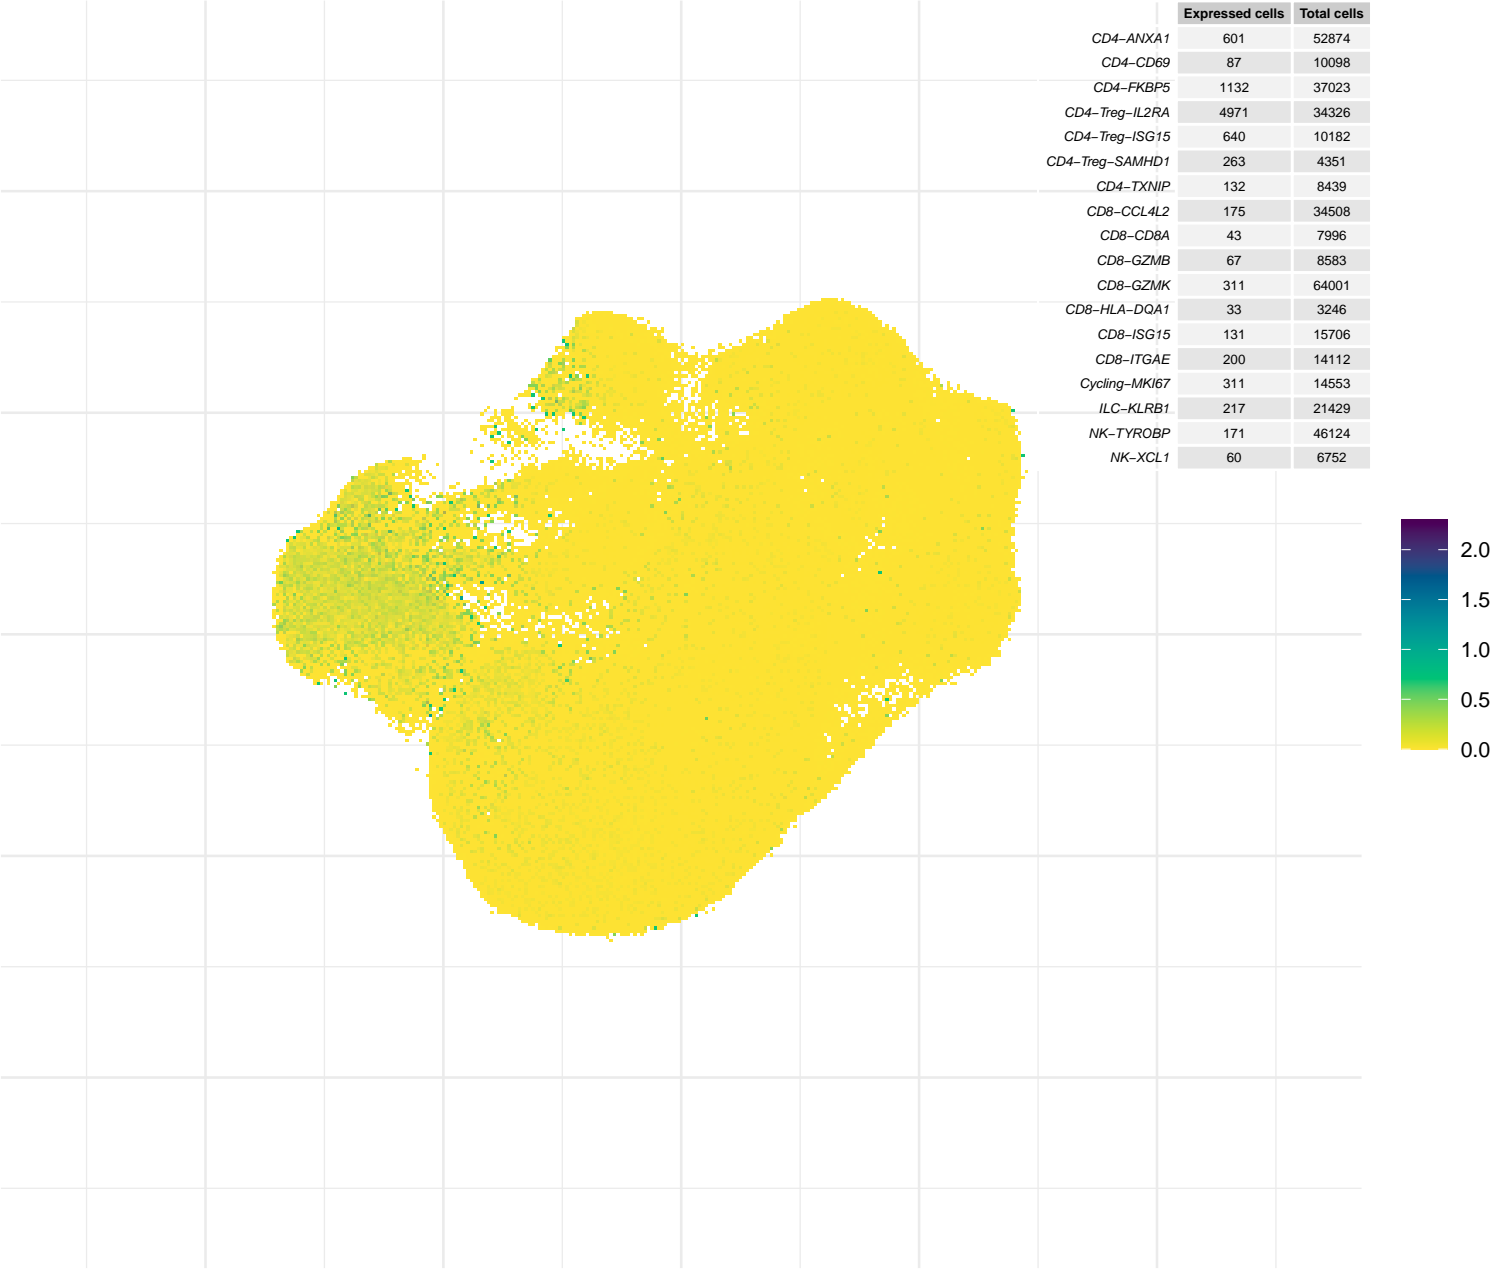 Expressed cells Total cells
CD4−ANXA1 601 52874
CD4−CD69 87 10098
CD4−FKBP5 1132 37023
CD4−Treg−IL2RA 4971 34326
CD4−Treg−ISG15 640 10182
CD4−Treg−SAMHD1 263 4351
CD4−TXNIP 132 8439
CD8−CCL4L2 175 34508
CD8−CD8A 43 7996
CD8−GZMB 67 8583
CD8−GZMK 311 64001
CD8−HLA−DQA1 33 3246
CD8−ISG15 131 15706
CD8−ITGAE 200 14112
Cycling−MKI67 311 14553
ILC−KLRB1 217 21429
NK−TYROBP 171 46124
NK−XCL1 60 6752
2.0
1.5
1.0
0.5
0.0